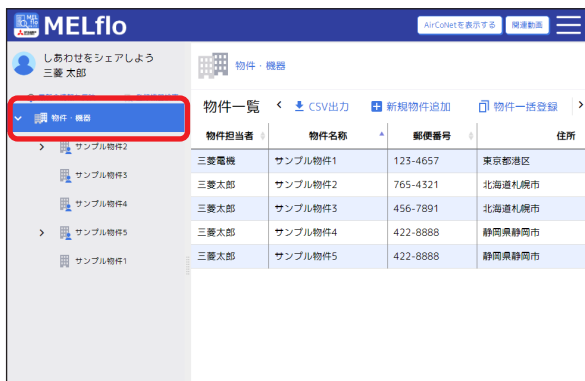 MELflo
AirCoNetを表示する
関連動画
しあわせをシェアしよう
三菱 太郎
物件・機器
サンプル物件2
サンプル物件3
サンプル物件4
サンプル物件5
サンプル物件1
物件・機器
物件一覧 CSV出力 新規物件追加 物件一括登録
物件担当者 物件名称 郵便番号 住所
三菱電機 サンプル物件1 123-4657 東京都港区
三菱太郎 サンプル物件2 765-4321 北海道札幌市
三菱太郎 サンプル物件3 456-7891 北海道札幌市
三菱太郎 サンプル物件4 422-8888 静岡県静岡市
三菱太郎 サンプル物件5 422-8888 静岡県静岡市